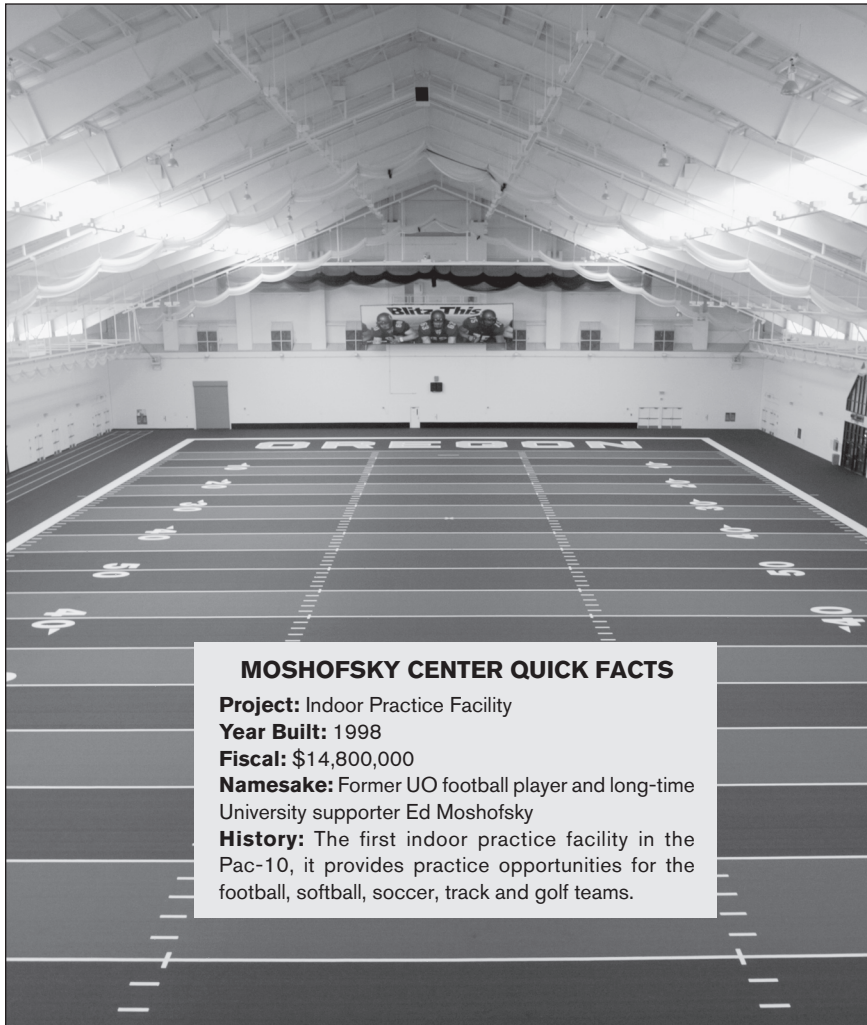 Blitz This
OREGON
10 10
20 20
30 30
40 40
50 50
40 40
MOSHOFSKY CENTER QUICK FACTS
Project: Indoor Practice Facility
Year Built: 1998
Fiscal: $14,800,000
Namesake: Former UO football player and long-time
University supporter Ed Moshofsky
History: The first indoor practice facility in the
Pac-10, it provides practice opportunities for the
football, softball, soccer, track and golf teams.